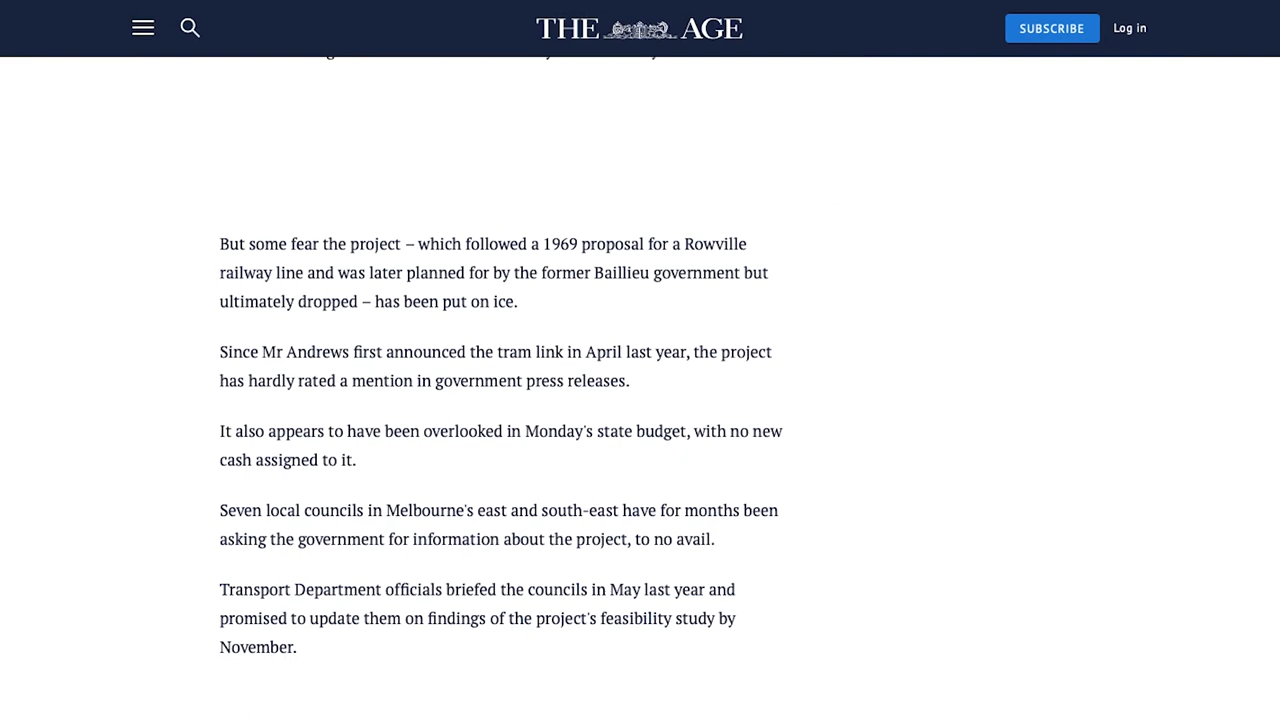 THE AGE
SUBSCRIBE
Log in
But some fear the project – which followed a 1969 proposal for a Rowville
railway line and was later planned for by the former Baillieu government but
ultimately dropped – has been put on ice.
Since Mr Andrews first announced the tram link in April last year, the project
has hardly rated a mention in government press releases.
It also appears to have been overlooked in Monday's state budget, with no new
cash assigned to it.
Seven local councils in Melbourne's east and south-east have for months been
asking the government for information about the project, to no avail.
Transport Department officials briefed the councils in May last year and
promised to update them on findings of the project's feasibility study by
November.